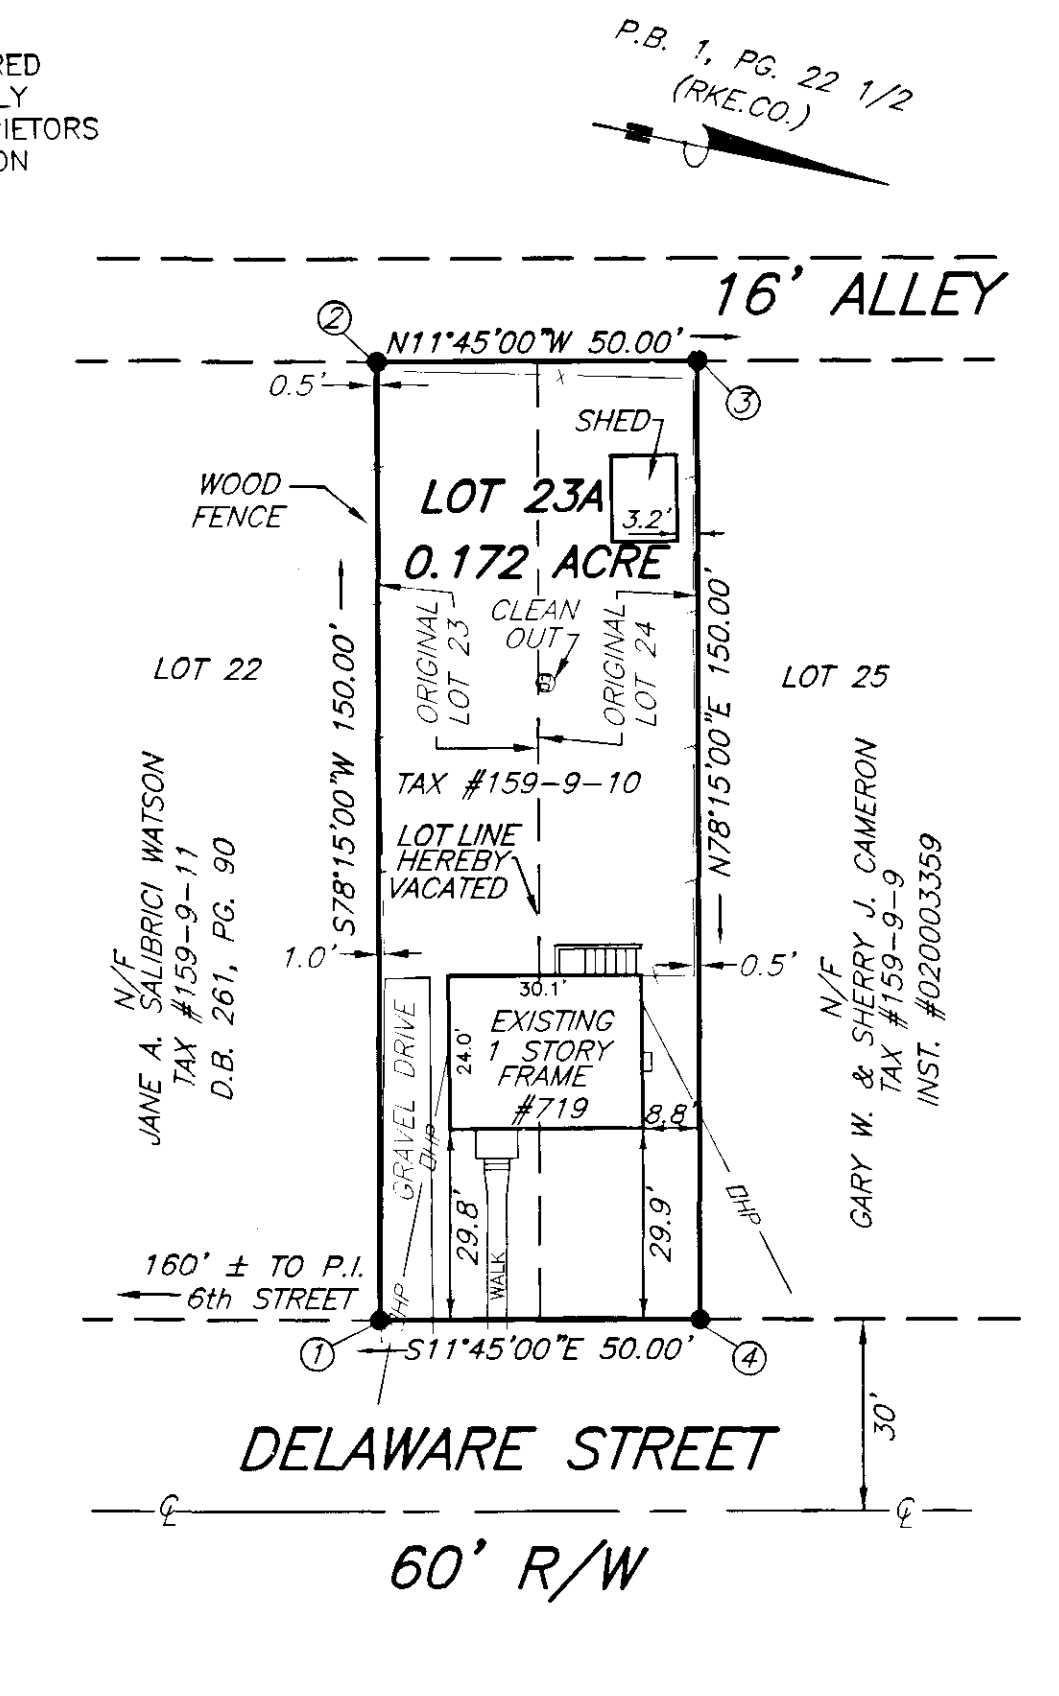 RED
LY
IETORS
ON
P.B. 1, PG. 22 1/2
(RKE.CO.)
N
16' ALLEY
2
N11°45'00"W 50.00'
0.5'
3
SHED
WOOD
FENCE
LOT 23A
3.2'
0.172 ACRE
ORIGINAL
LOT 23
CLEAN
OUT
ORIGINAL
LOT 24
S78°15'00"W 150.00'
N78°15'00"E 150.00'
LOT 22
LOT 25
TAX #159-9-10
LOT LINE
HEREBY
VACATED
N/F
JANE A. SALIBRICI WATSON
TAX #159-9-11
D.B. 261, PG. 90
N/F
GARY W. & SHERRY J. CAMERON
TAX #159-9-9
INST. #020003359
1.0'
0.5'
30.1'
24.0'
EXISTING
1 STORY
FRAME
#719
8.8'
GRAVEL DRIVE
OHP
OHP
OHP
29.8'
29.9'
WALK
160' ± TO P.I.
6th STREET
1
S11°45'00"E 50.00'
4
30'
DELAWARE STREET
℄
℄
60' R/W